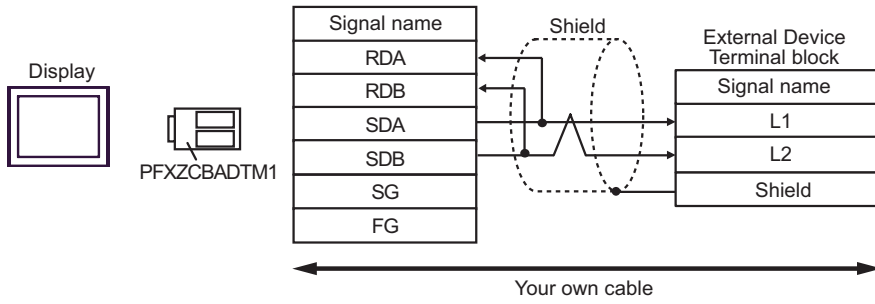 Display
PFXZCBADTM1
Signal name
RDA
RDB
SDA
SDB
SG
FG
Shield
External Device
Terminal block
Signal name
L1
L2
Shield
Your own cable